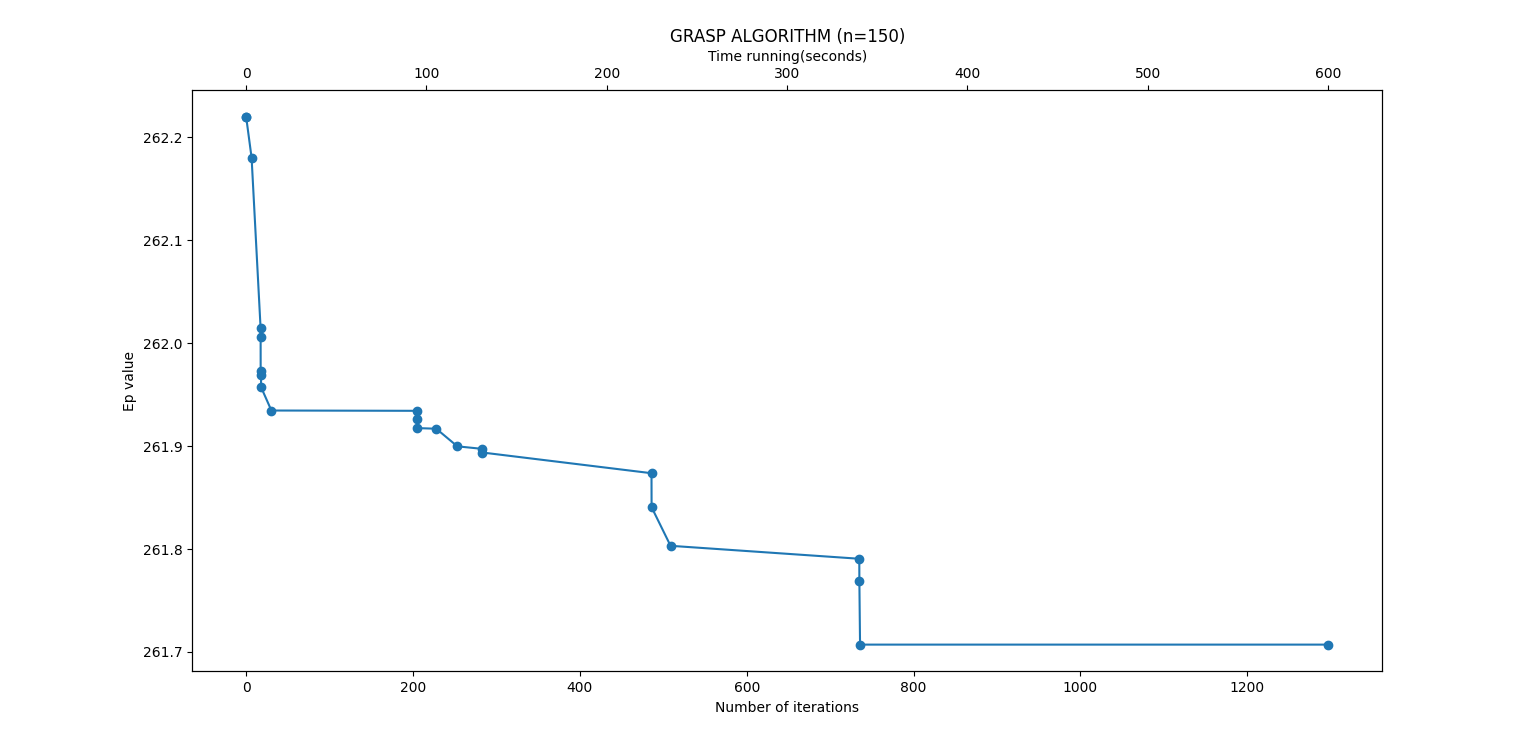 GRASP ALGORITHM (n=150)
Time running(seconds)
0 100 200 300 400 500 600
262.2
262.1
262.0
261.9
261.8
261.7
Ep value
0 200 400 600 800 1000 1200
Number of iterations